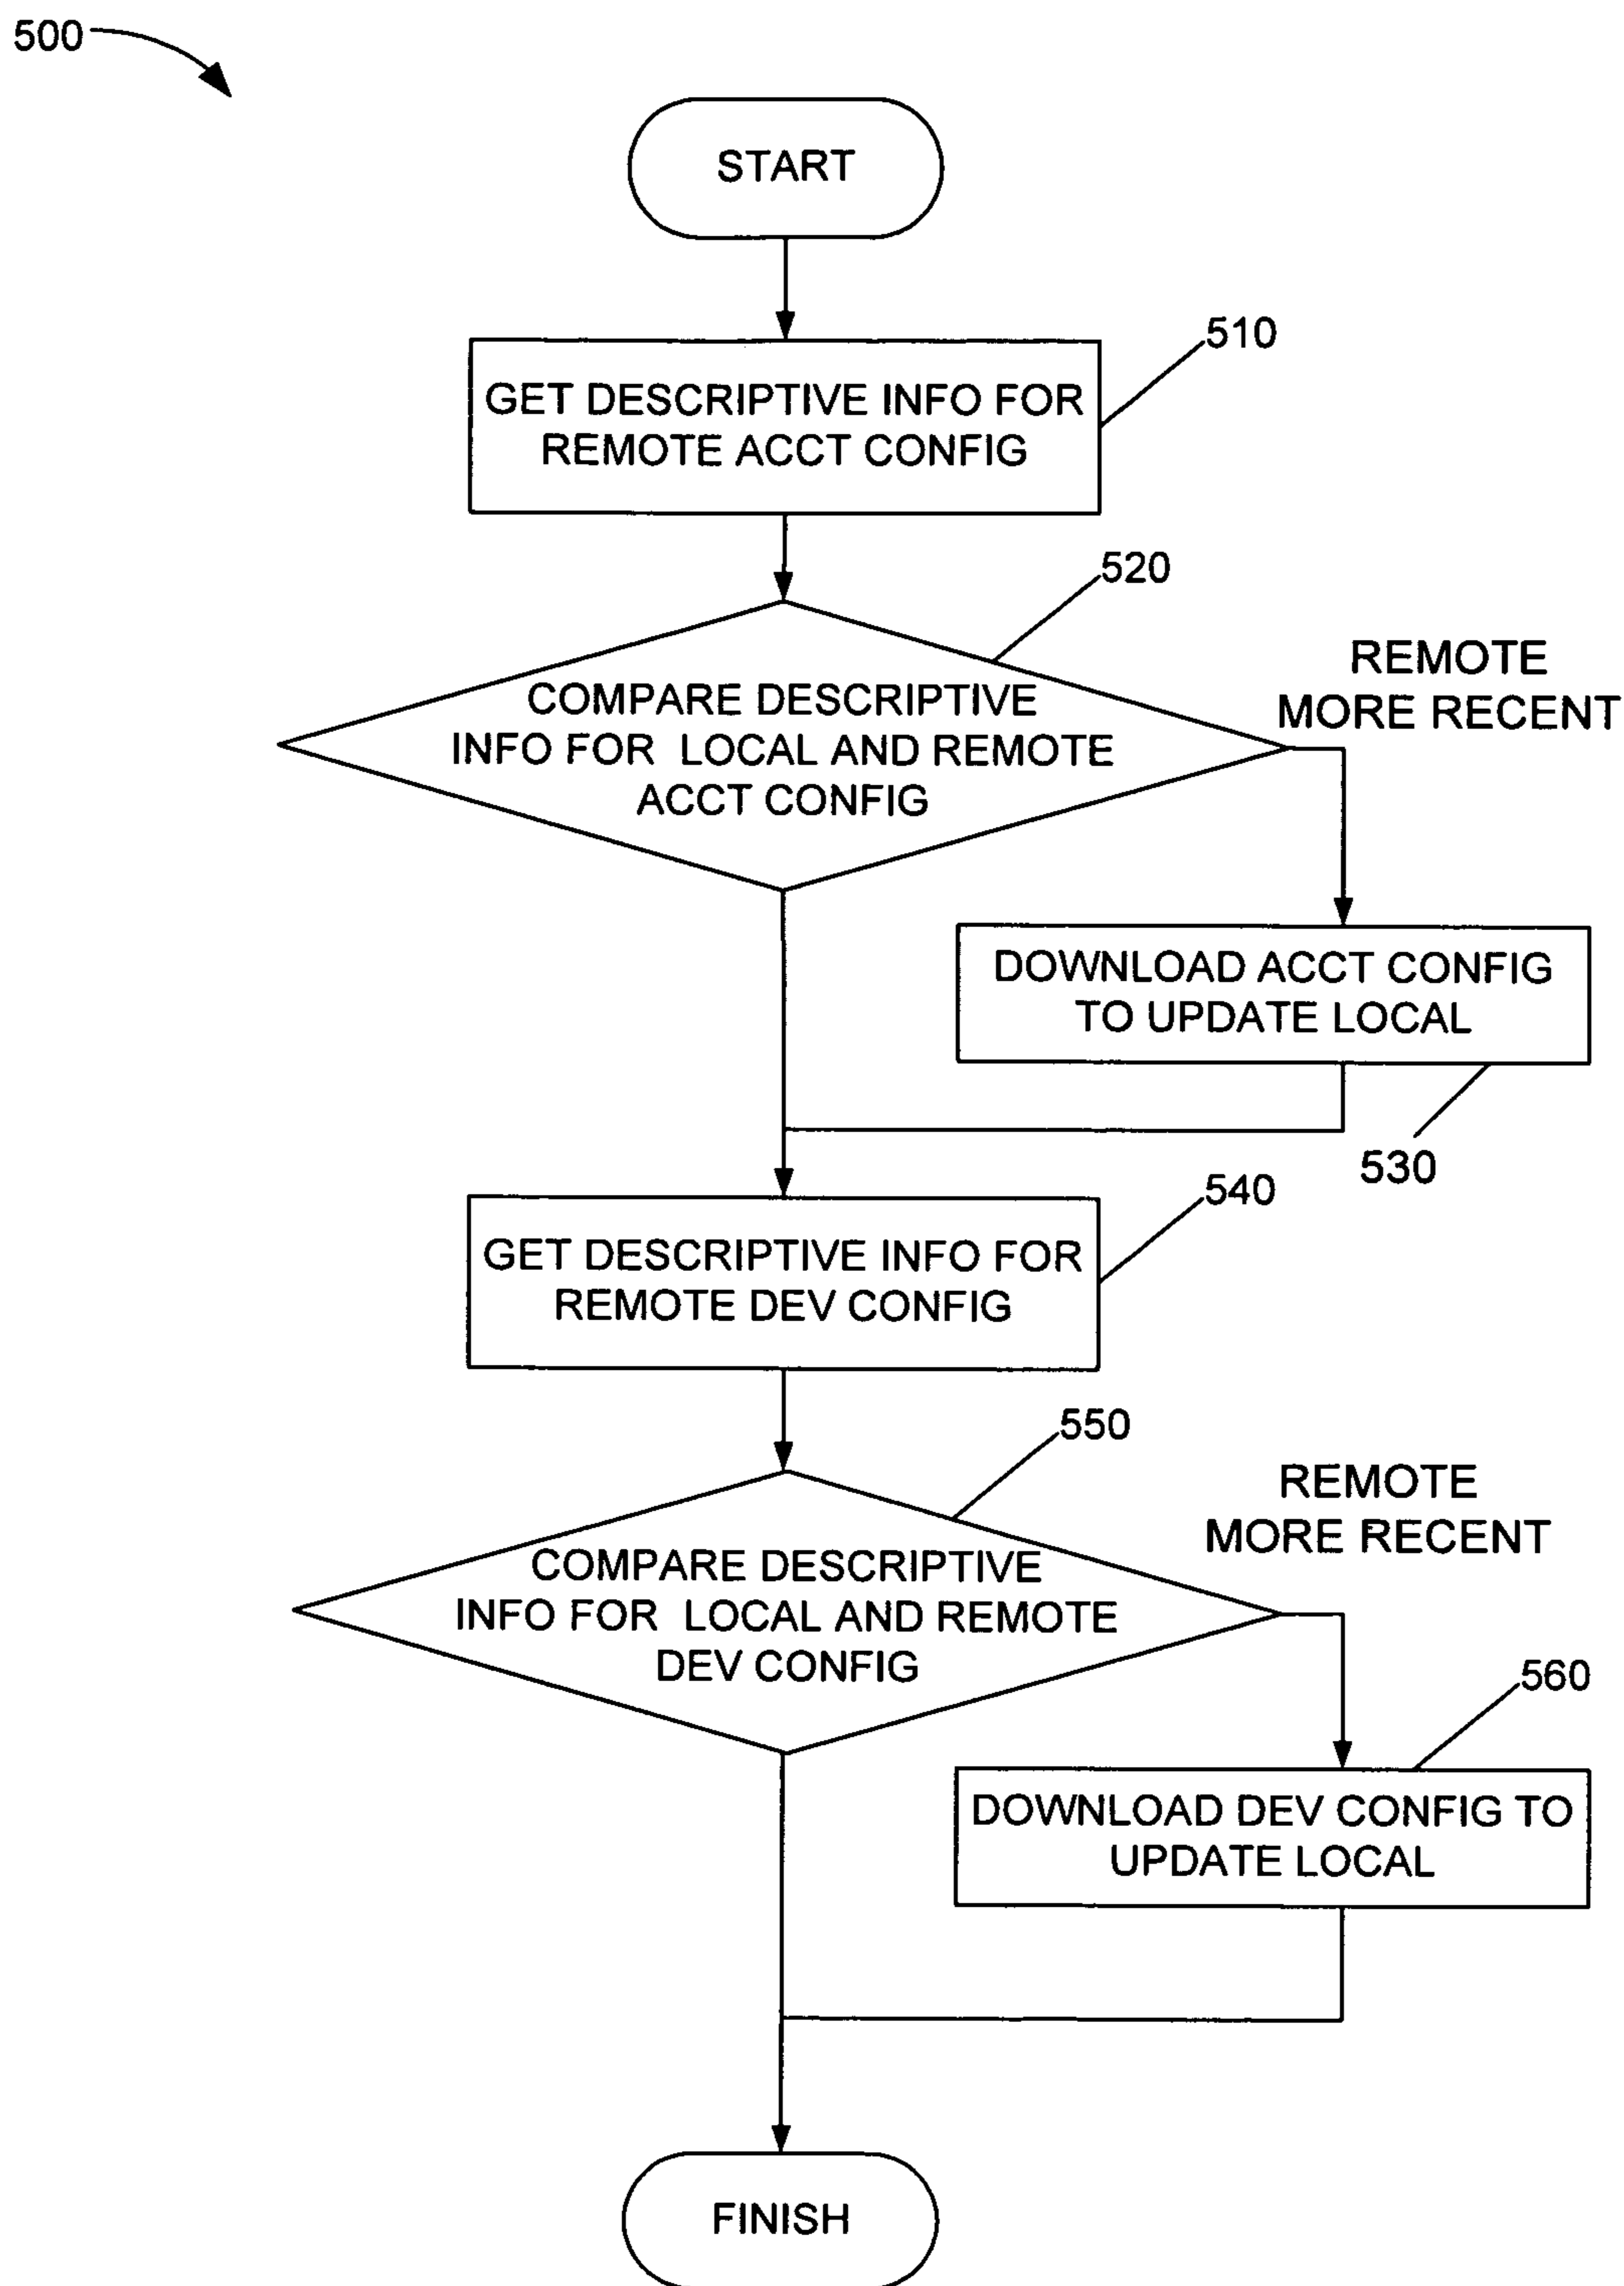 500
START
510
GET DESCRIPTIVE INFO FOR
REMOTE ACCT CONFIG
520
REMOTE
MORE RECENT
COMPARE DESCRIPTIVE
INFO FOR LOCAL AND REMOTE
ACCT CONFIG
DOWNLOAD ACCT CONFIG
TO UPDATE LOCAL
530
540
GET DESCRIPTIVE INFO FOR
REMOTE DEV CONFIG
550
REMOTE
MORE RECENT
COMPARE DESCRIPTIVE
INFO FOR LOCAL AND REMOTE
DEV CONFIG
560
DOWNLOAD DEV CONFIG TO
UPDATE LOCAL
FINISH